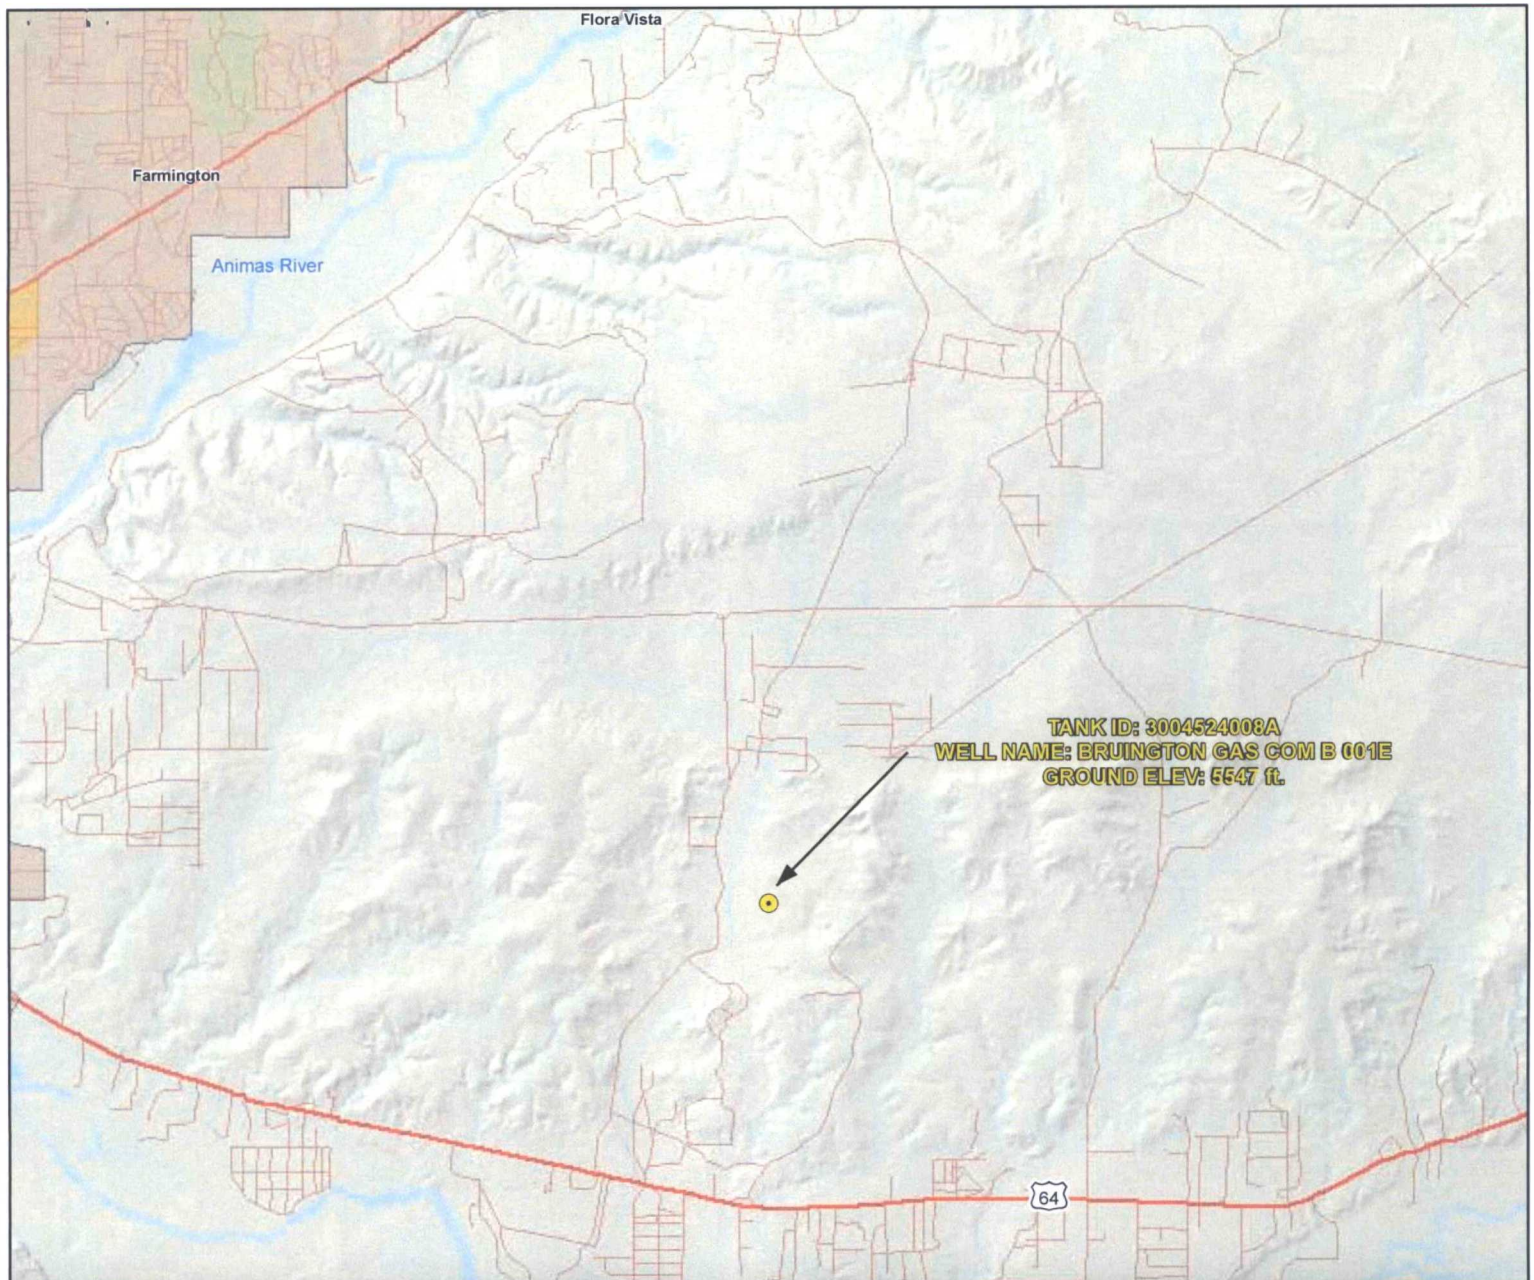 Flora Vista
Farmington
Animas River
TANK ID: 3004524008A
WELL NAME: BRUINGTON GAS COM B 001E
GROUND ELEV: 5547 ft.
64